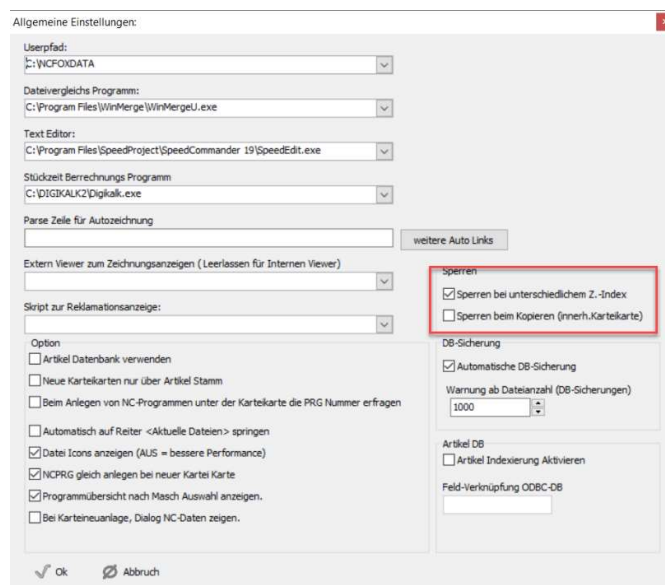 Allgemeine Einstellungen:
Userpfad:
C:\NCFOXDATA
Dateivergleichs Programm:
C:\Program Files\WinMerge\WinMergeU.exe
Text Editor:
C:\Program Files\SpeedProject\SpeedCommander 19\SpeedEdit.exe
Stückzeit Berrechnungs Programm
C:\DIGIKALK2\Digikalk.exe
Parse Zeile für Autozeichnung
weitere Auto Links
Extern Viewer zum Zeichnungsanzeigen ( Leerlassen für Internen Viewer)
Skript zur Reklamationsanzeige:
Sperren
Sperren bei unterschiedlichem Z.-Index
Sperren beim Kopieren (innerh.Karteikarte)
Option
Artikel Datenbank verwenden
Neue Karteikarten nur über Artikel Stamm
Beim Anlegen von NC-Programmen unter der Karteikarte die PRG Nummer erfragen
Automatisch auf Reiter <Aktuelle Dateien> springen
Datei Icons anzeigen (AUS = bessere Performance)
NCPRG gleich anlegen bei neuer Kartei Karte
Programmübersicht nach Masch Auswahl anzeigen.
Bei Karteineuanlage, Dialog NC-Daten zeigen.
DB-Sicherung
Automatische DB-Sicherung
Warnung ab Dateianzahl (DB-Sicherungen)
1000
Artikel DB
Artikel Indexierung Aktivieren
Feld-Verknüpfung ODBC-DB
Ok
Abbruch